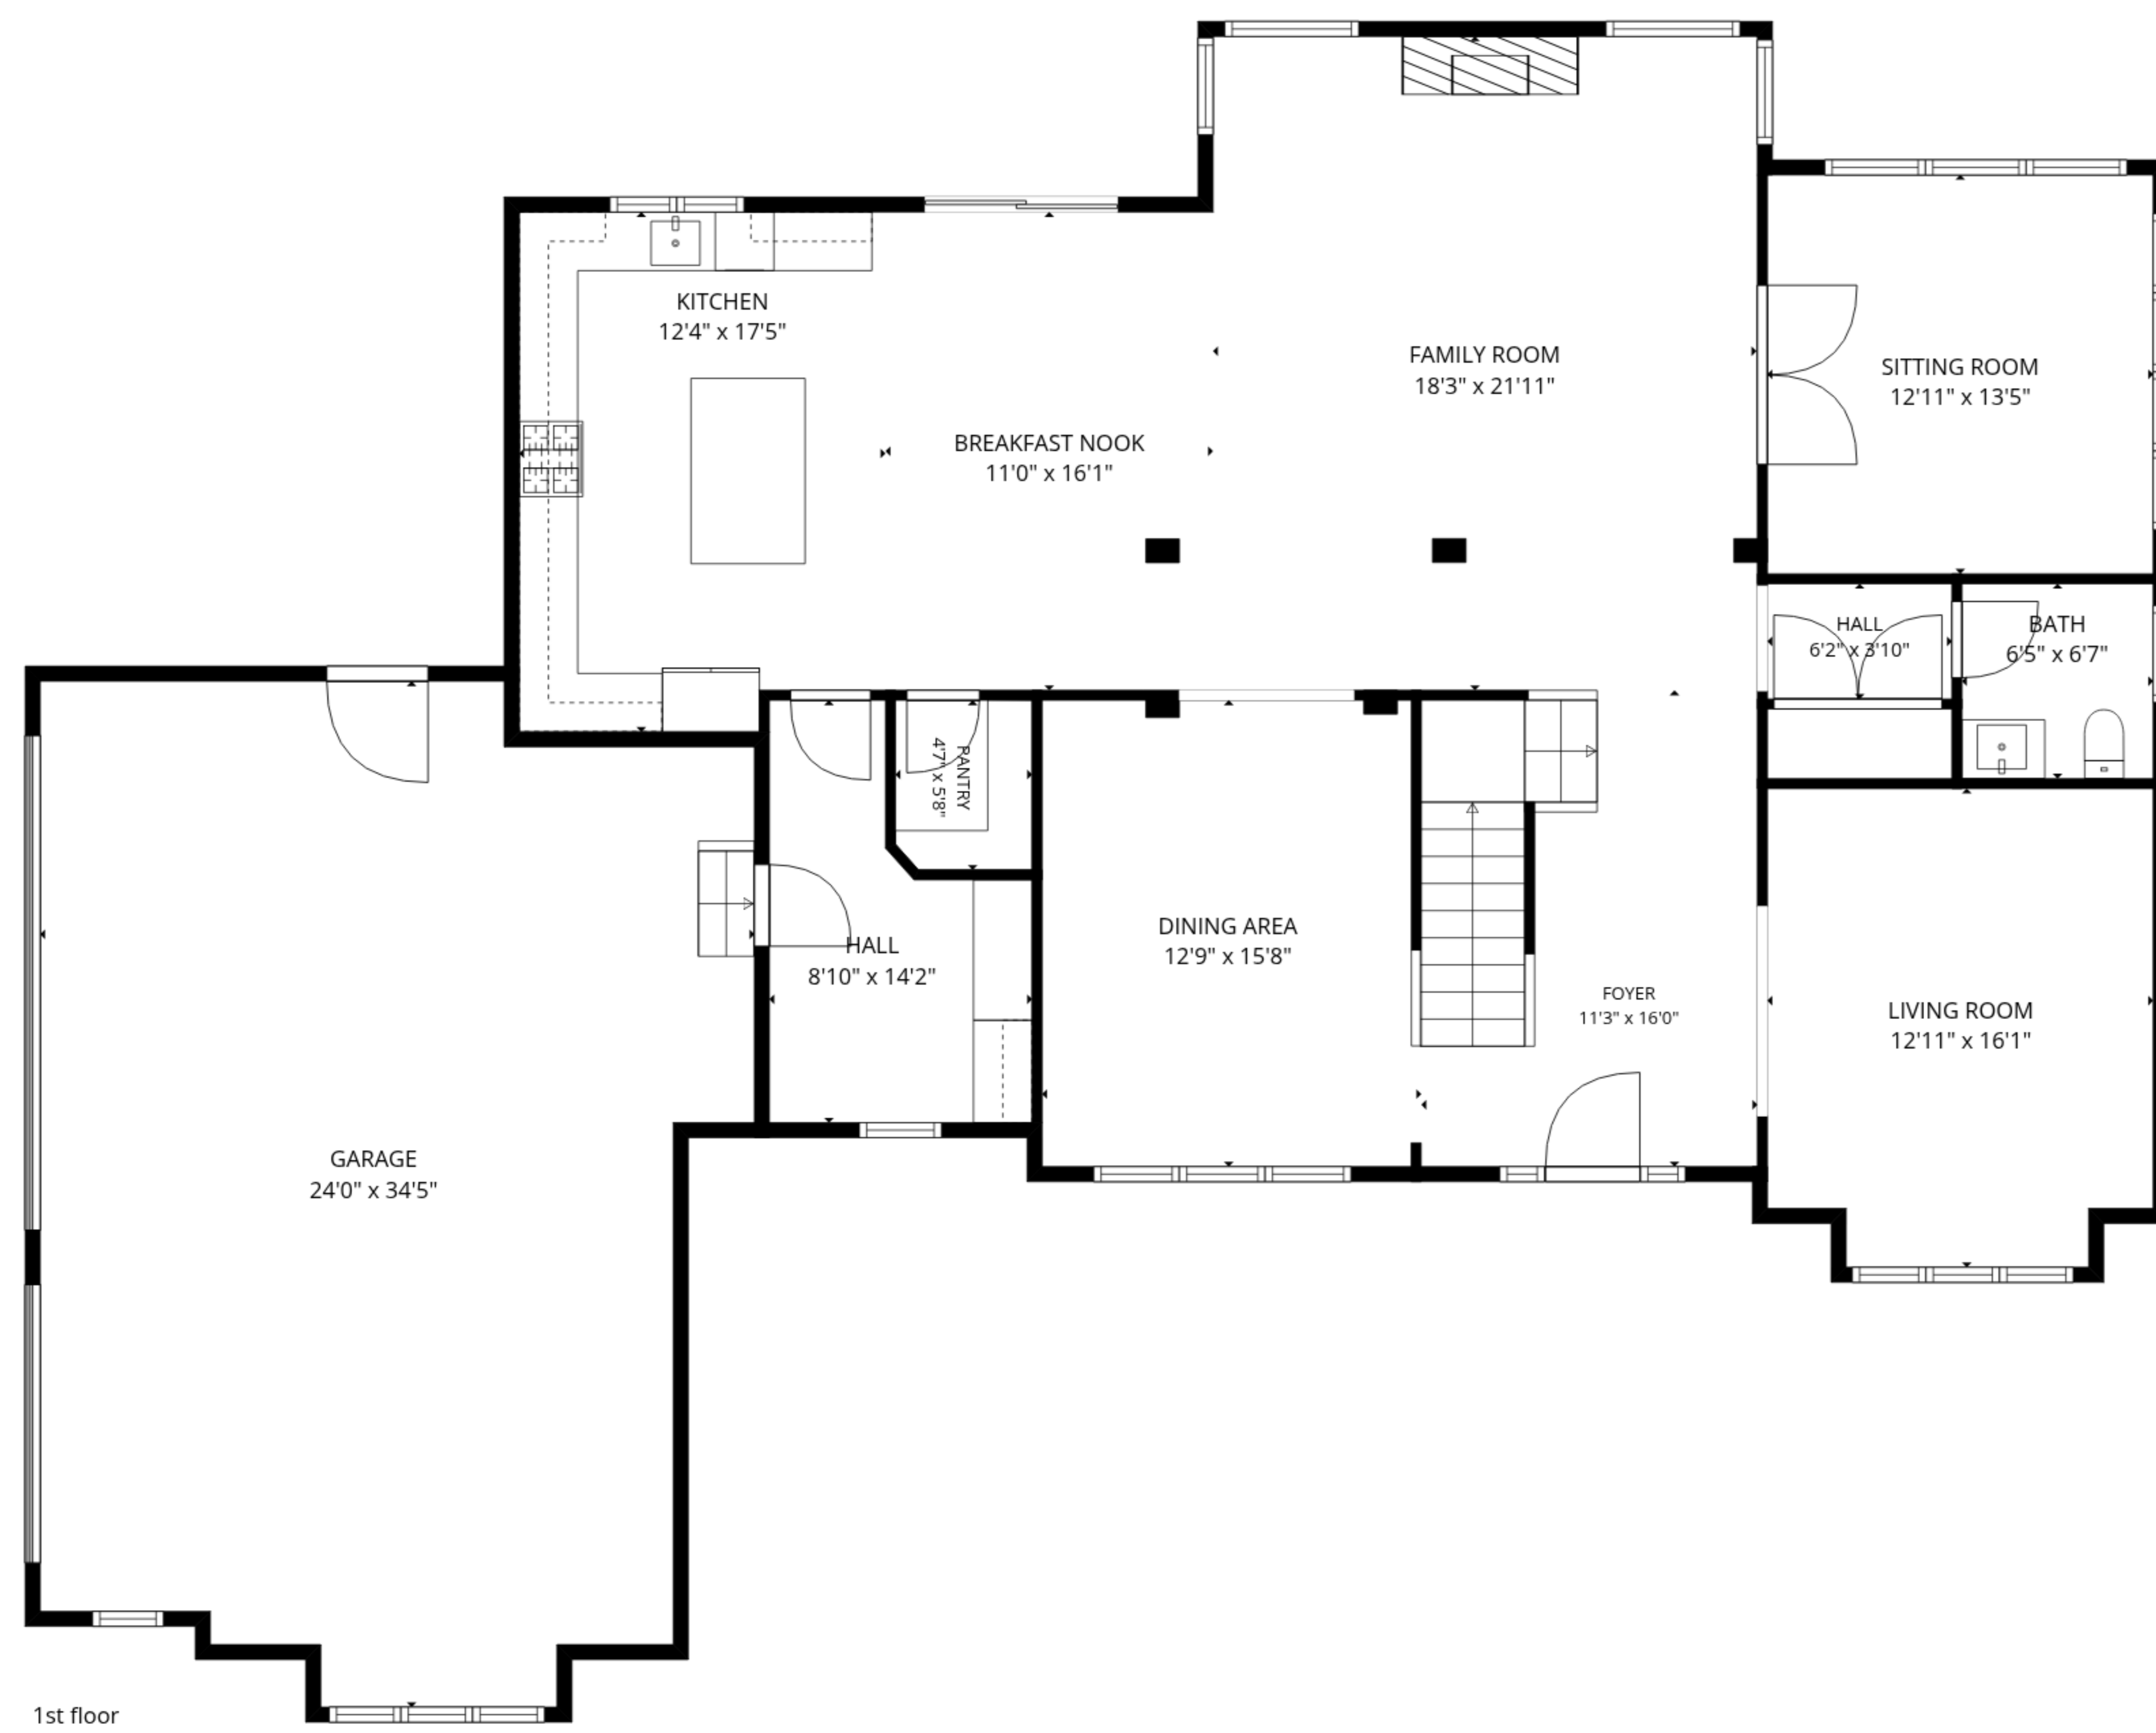 KITCHEN
12'4" x 17'5"
FAMILY ROOM
18'3" x 21'11"
SITTING ROOM
12'11" x 13'5"
BREAKFAST NOOK
11'0" x 16'1"
HALL
6'2" x 3'10"
BATH
6'5" x 6'7"
PANTRY
4'7" x 5'8"
DINING AREA
12'9" x 15'8"
HALL
8'10" x 14'2"
FOYER
11'3" x 16'0"
LIVING ROOM
12'11" x 16'1"
GARAGE
24'0" x 34'5"
1st floor